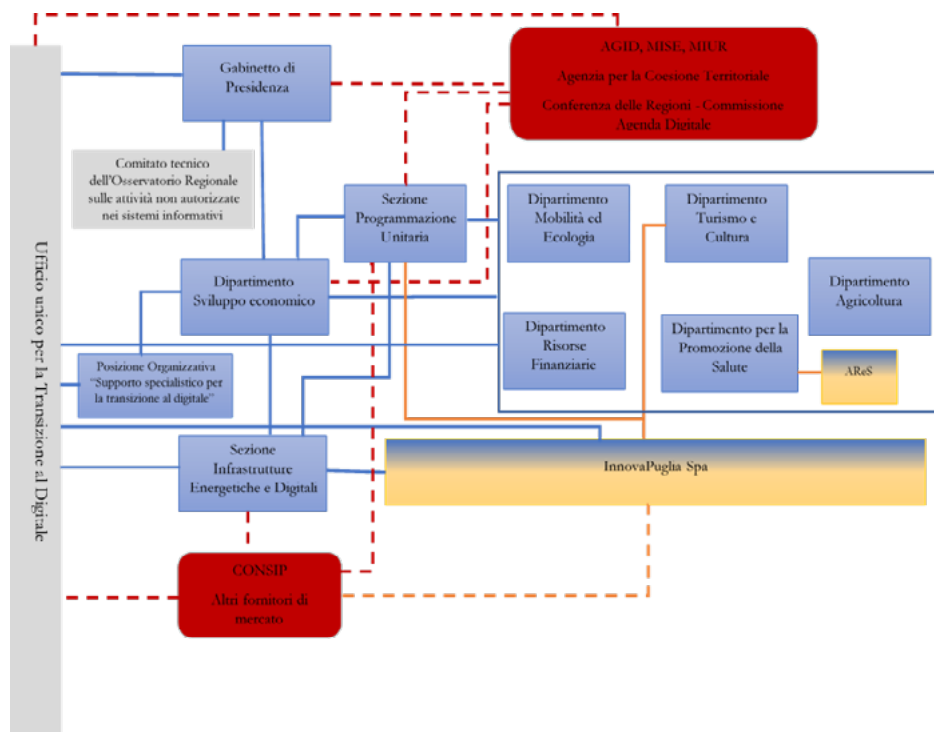 AGID, MISE, MIUR
Agenzia per la Coesione Territoriale
Conferenza delle Regioni - Commissione
Agenda Digitale
Gabinetto di
Presidenza
Comitato tecnico
dell'Osservatorio Regionale
sulle attività non autorizzate
nei sistemi informativi
Sezione
Programmazione
Unitaria
Dipartimento
Mobilità ed
Ecologia
Dipartimento
Turismo e
Cultura
Dipartimento
Sviluppo economico
Dipartimento
Agricoltura
Ufficio unico per la Transizione al Digitale
Dipartimento
Risorse
Finanziarie
Dipartimento per la
Promozione della
Salute
AReS
Posizione Organizzativa
"Supporto specialistico per
la transizione al digitale"
Sezione
Infrastrutture
Energetiche e Digitali
InnovaPuglia Spa
CONSIP
Altri fornitori di
mercato